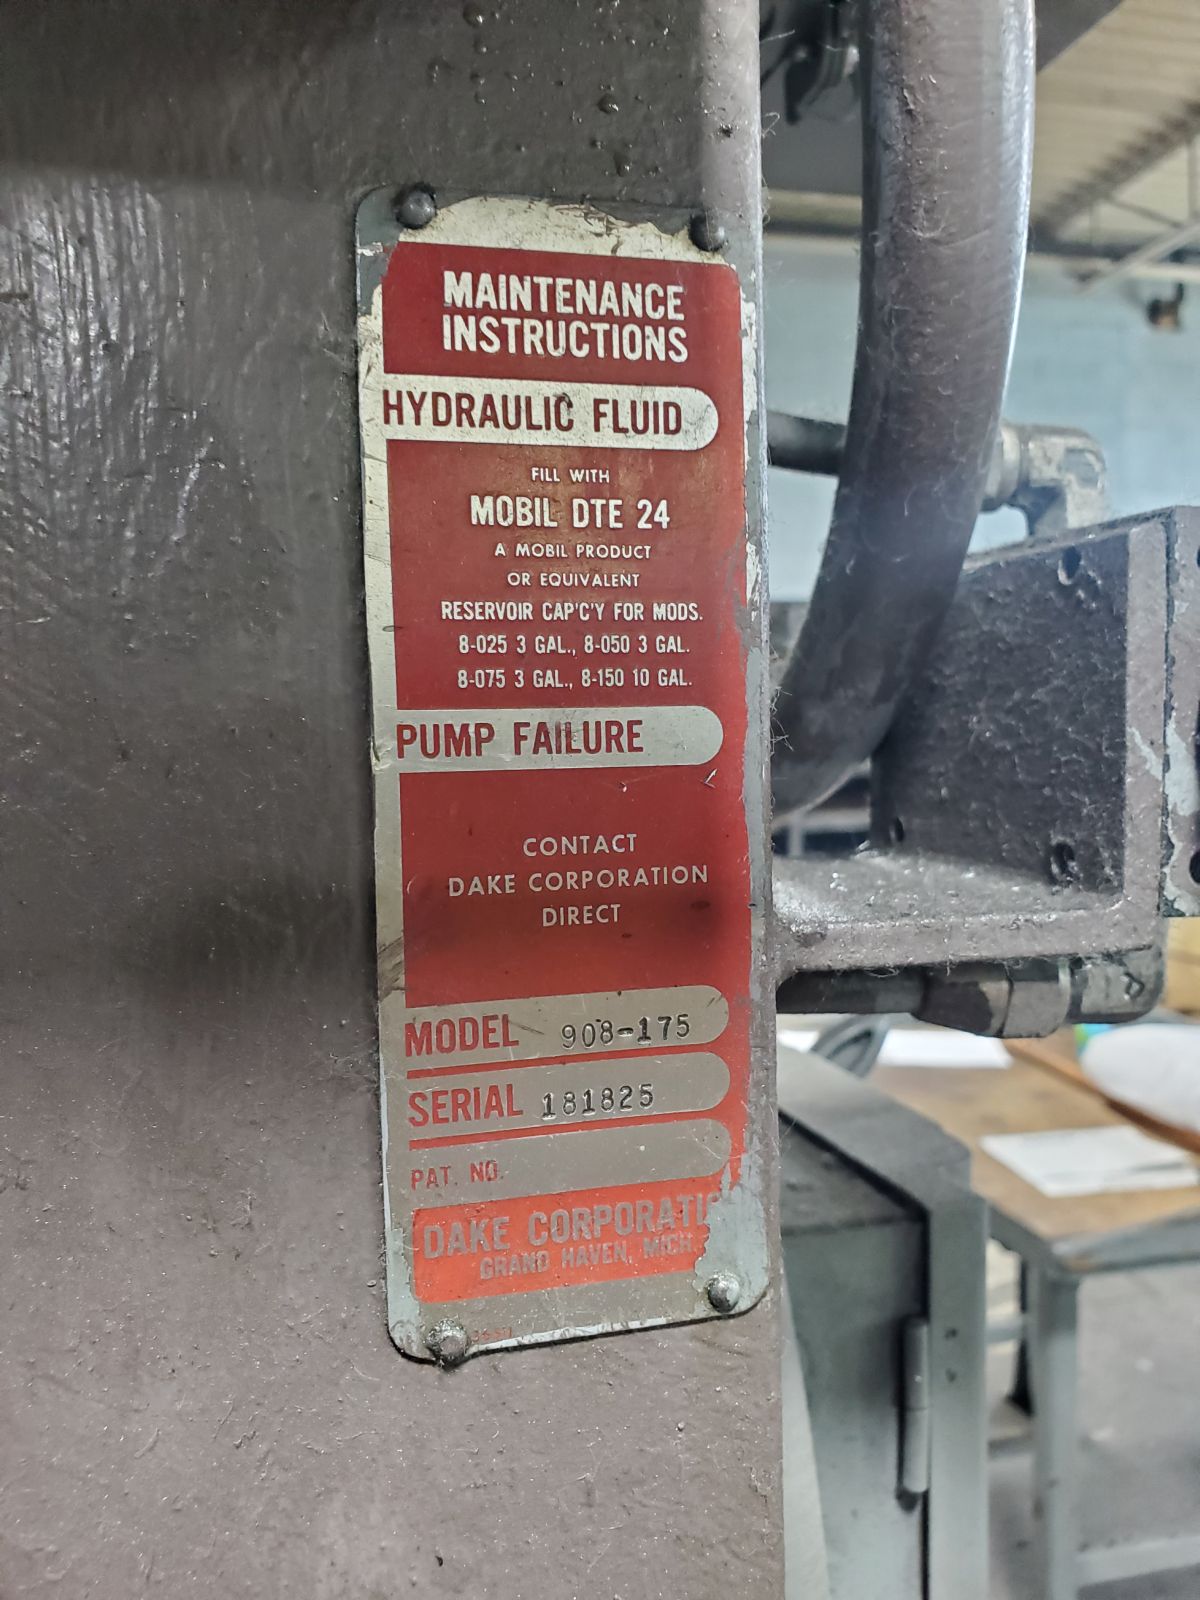 MAINTENANCE
INSTRUCTIONS
HYDRAULIC FLUID
FILL WITH
MOBIL DTE 24
A MOBIL PRODUCT
OR EQUIVALENT
RESERVOIR CAP'C'Y FOR MODS.
8-025 3 GAL., 8-050 3 GAL.
8-075 3 GAL., 8-150 10 GAL.
PUMP FAILURE
CONTACT
DAKE CORPORATION
DIRECT
MODEL 908-175
SERIAL 181825
PAT. NO.
DAKE CORPORATIO
GRAND HAVEN, MICH.